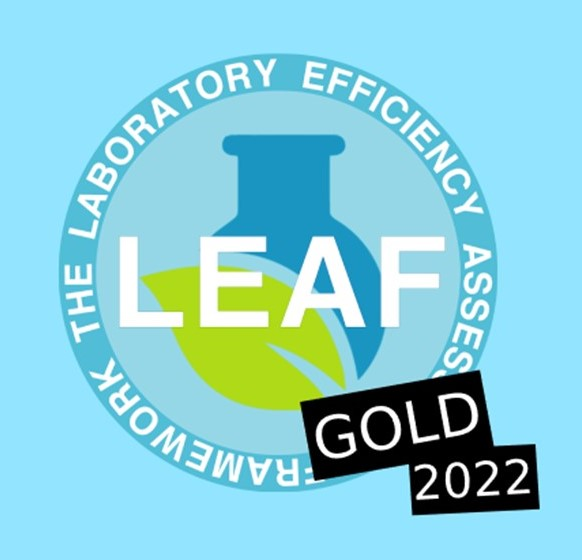 THE LABORATORY EFFICIENCY ASSESS
FRAMEWORK
LEAF
GOLD
2022